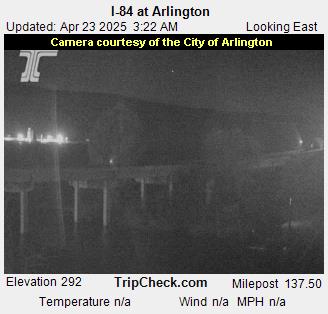 I-84 at Arlington
Updated: Apr 23 2025 3:22 AM Looking East
Camera courtesy of the City of Arlington
Elevation 292 TripCheck.com Milepost 137.50
Temperature n/a Wind n/a MPH n/a